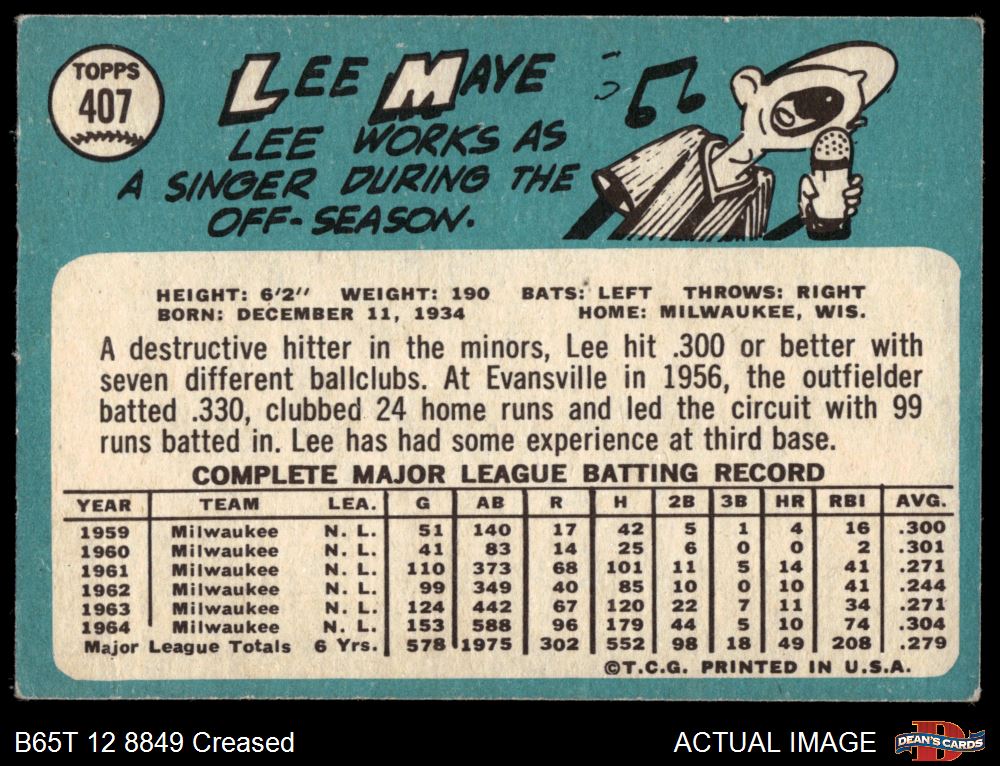 TOPPS
407
LEE MAYE
LEE WORKS AS
A SINGER DURING THE
OFF-SEASON.
HEIGHT: 6'2" WEIGHT: 190 BATS: LEFT THROWS: RIGHT
BORN: DECEMBER 11, 1934 HOME: MILWAUKEE, WIS.
A destructive hitter in the minors, Lee hit .300 or better with
seven different ballclubs. At Evansville in 1956, the outfielder
batted .330, clubbed 24 home runs and led the circuit with 99
runs batted in. Lee has had some experience at third base.
COMPLETE MAJOR LEAGUE BATTING RECORD
YEAR TEAM LEA. G AB R H 2B 3B HR RBI AVG.
1959 Milwaukee N. L. 51 140 17 42 5 1 4 16 .300
1960 Milwaukee N. L. 41 83 14 25 6 0 0 2 .301
1961 Milwaukee N. L. 110 373 68 101 11 5 14 41 .271
1962 Milwaukee N. L. 99 349 40 85 10 0 10 41 .244
1963 Milwaukee N. L. 124 442 67 120 22 7 11 34 .271
1964 Milwaukee N. L. 153 588 96 179 44 5 10 74 .304
Major League Totals 6 Yrs. 578 1975 302 552 98 18 49 208 .279
©T.C.G. PRINTED IN U.S.A.
B65T 12 8849 Creased
ACTUAL IMAGE
D
DEAN'S CARDS